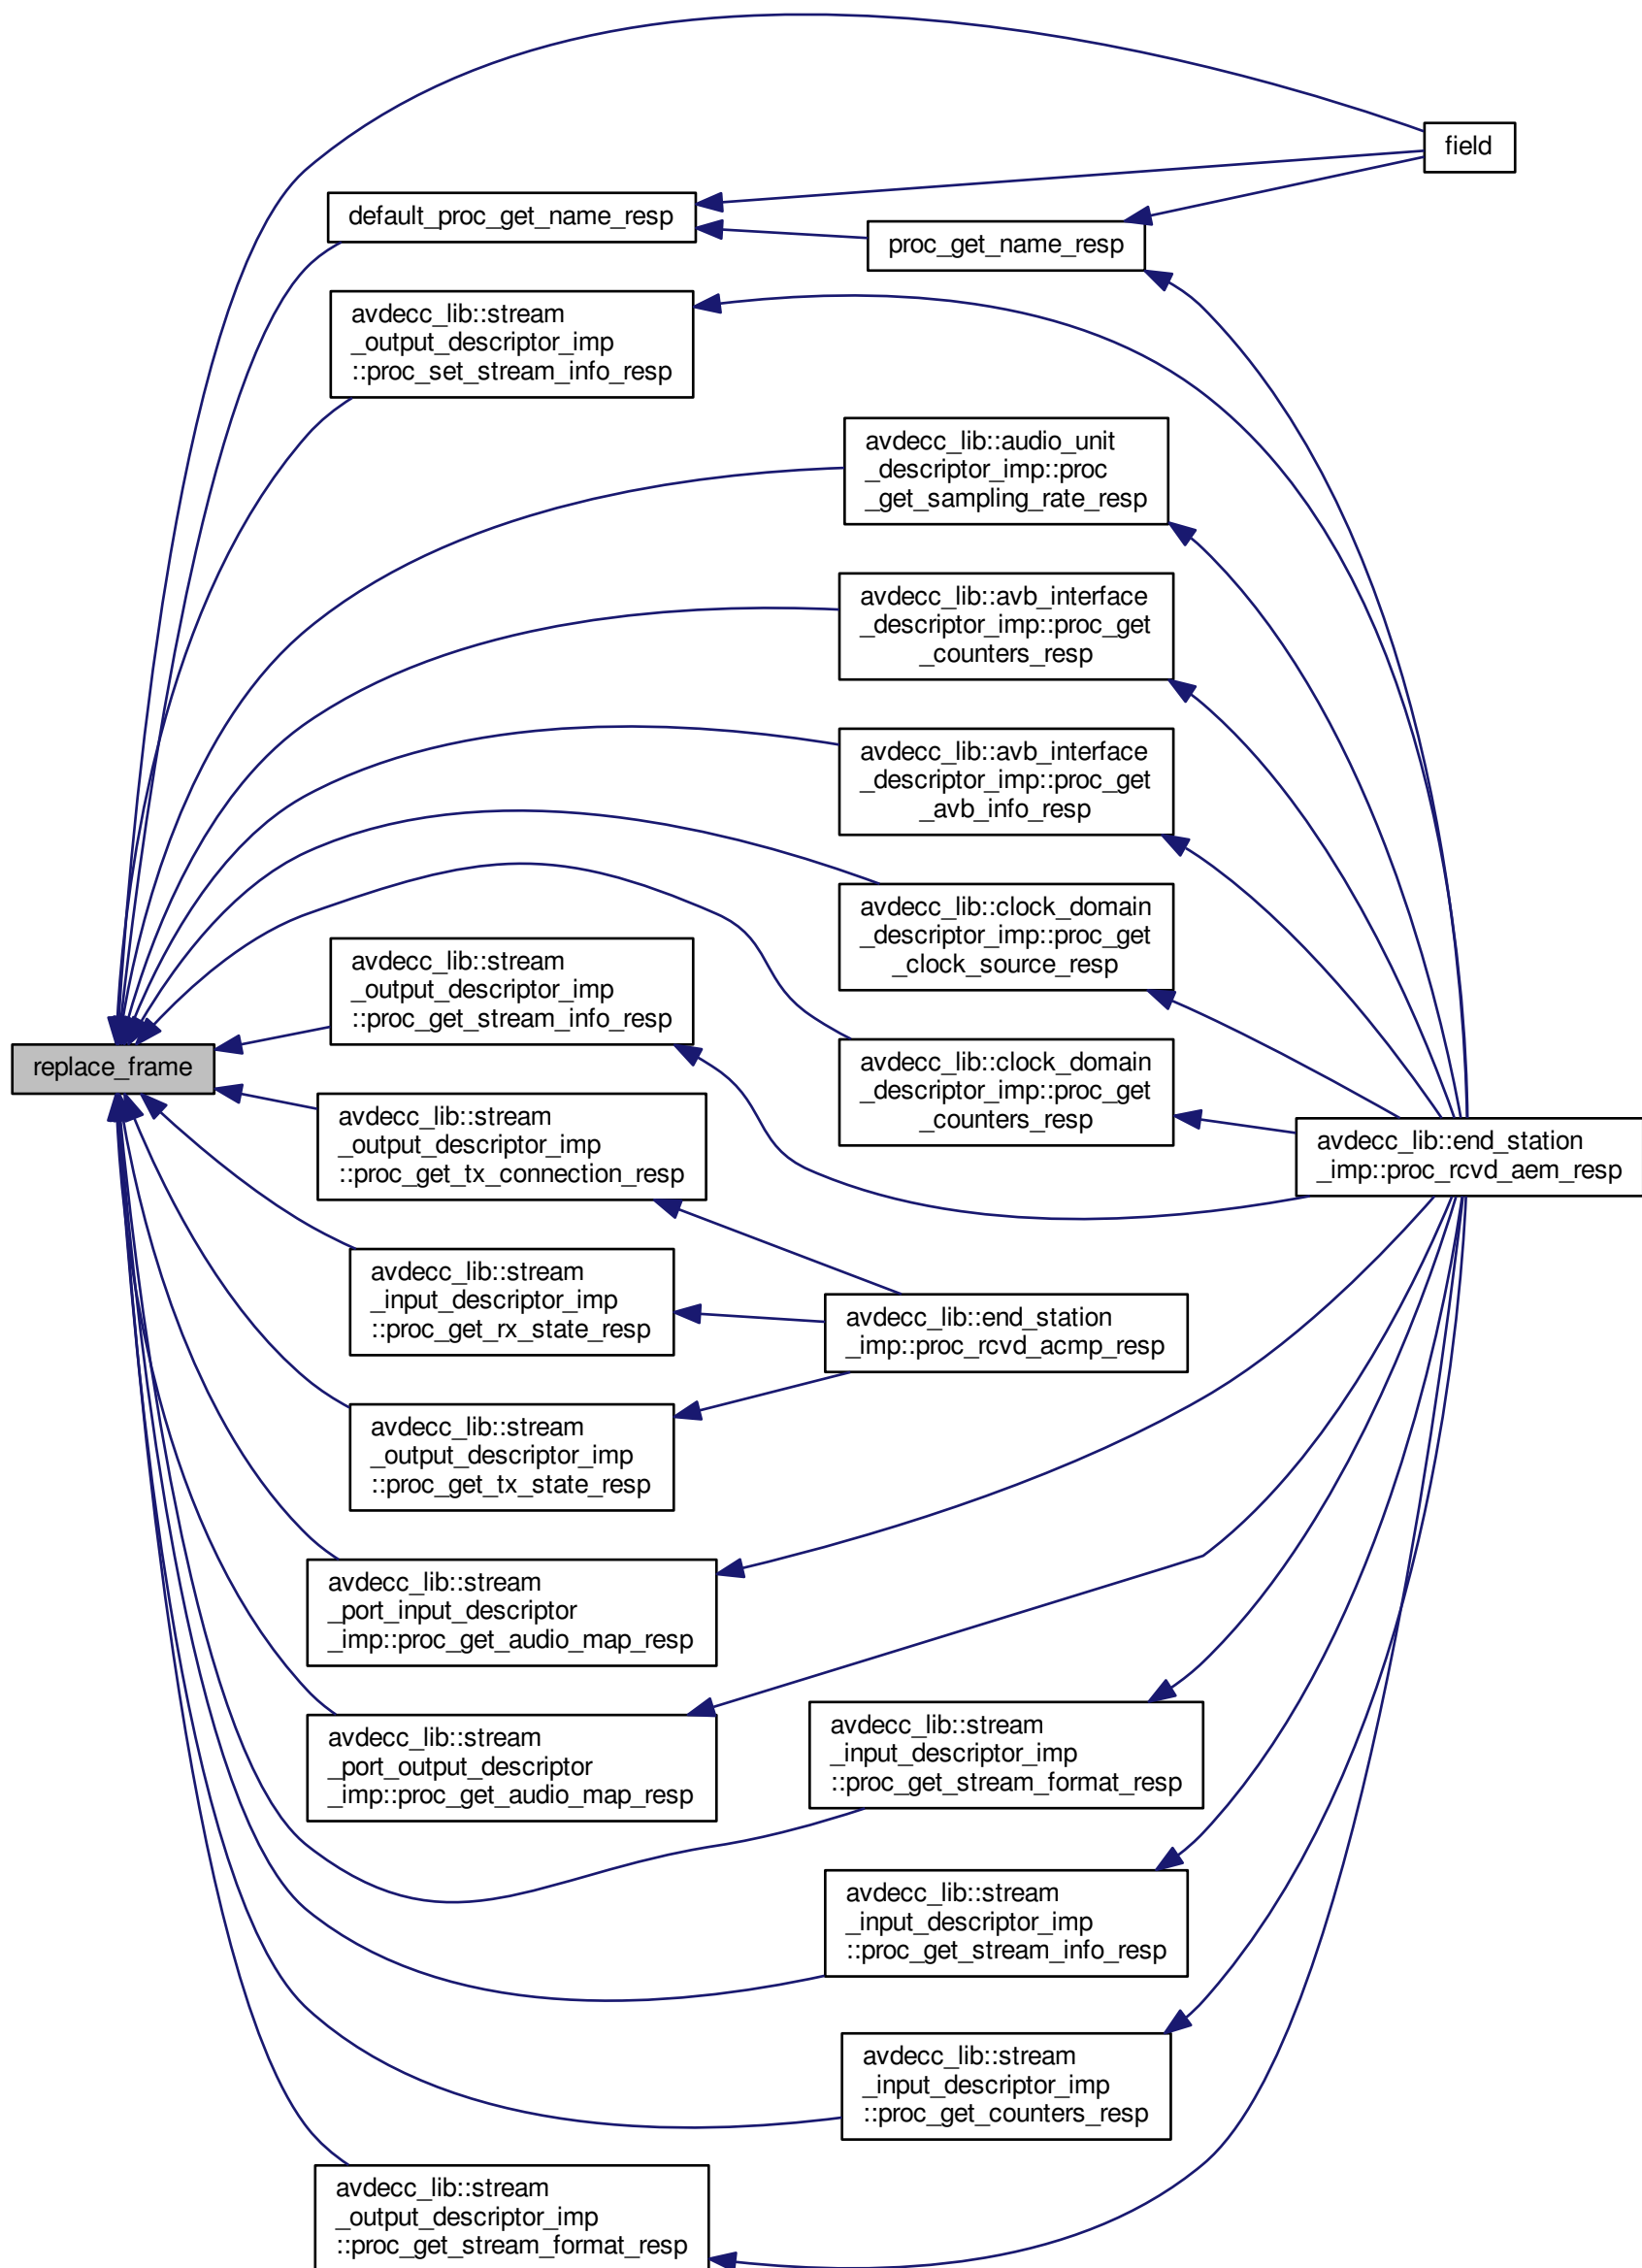 field
default_proc_get_name_resp
proc_get_name_resp
avdecc_lib::stream
_output_descriptor_imp
::proc_set_stream_info_resp
avdecc_lib::audio_unit
_descriptor_imp::proc
_get_sampling_rate_resp
avdecc_lib::avb_interface
_descriptor_imp::proc_get
_counters_resp
avdecc_lib::avb_interface
_descriptor_imp::proc_get
_avb_info_resp
avdecc_lib::clock_domain
_descriptor_imp::proc_get
_clock_source_resp
avdecc_lib::stream
_output_descriptor_imp
::proc_get_stream_info_resp
replace_frame
avdecc_lib::clock_domain
_descriptor_imp::proc_get
_counters_resp
avdecc_lib::stream
_output_descriptor_imp
::proc_get_tx_connection_resp
avdecc_lib::end_station
_imp::proc_rcvd_aem_resp
avdecc_lib::stream
_input_descriptor_imp
::proc_get_rx_state_resp
avdecc_lib::end_station
_imp::proc_rcvd_acmp_resp
avdecc_lib::stream
_output_descriptor_imp
::proc_get_tx_state_resp
avdecc_lib::stream
_port_input_descriptor
_imp::proc_get_audio_map_resp
avdecc_lib::stream
_port_output_descriptor
_imp::proc_get_audio_map_resp
avdecc_lib::stream
_input_descriptor_imp
::proc_get_stream_format_resp
avdecc_lib::stream
_input_descriptor_imp
::proc_get_stream_info_resp
avdecc_lib::stream
_input_descriptor_imp
::proc_get_counters_resp
avdecc_lib::stream
_output_descriptor_imp
::proc_get_stream_format_resp